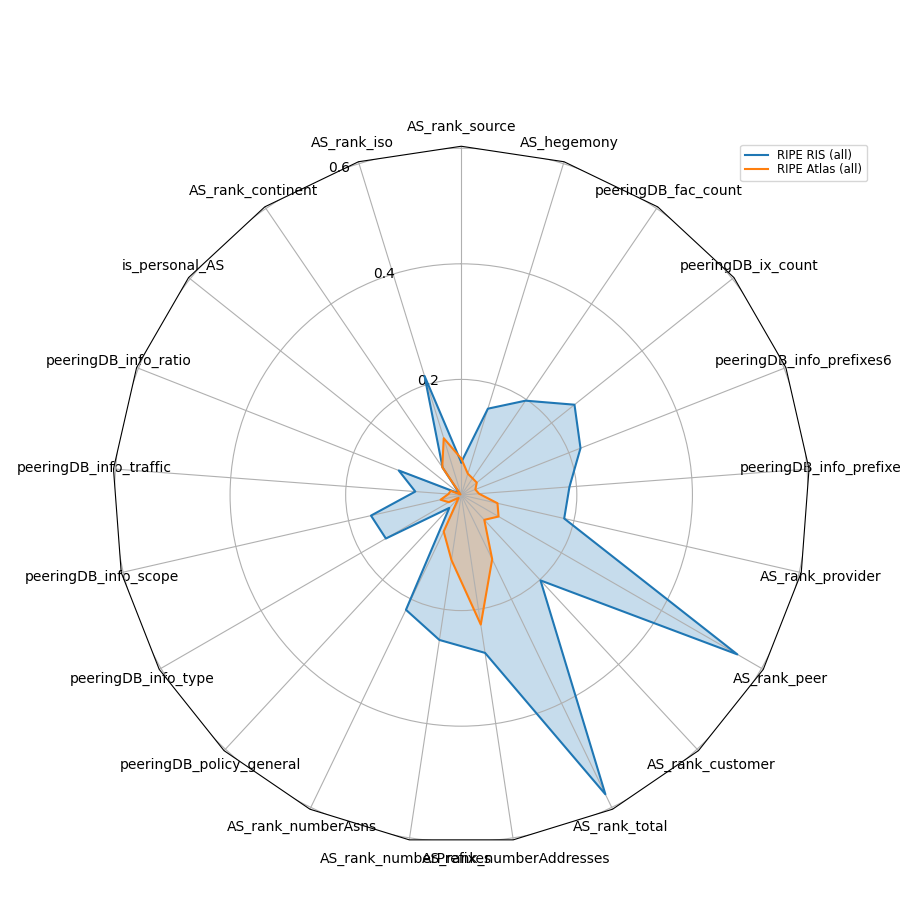 AS_rank_source
AS_rank_iso
AS_hegemony
RIPE RIS (all)
RIPE Atlas (all)
0.6
AS_rank_continent
peeringDB_fac_count
is_personal_AS
peeringDB_ix_count
0.4
peeringDB_info_ratio
peeringDB_info_prefixes6
0.2
peeringDB_info_traffic
peeringDB_info_prefixe
peeringDB_info_scope
AS_rank_provider
peeringDB_info_type
AS_rank_peer
peeringDB_policy_general
AS_rank_customer
AS_rank_numberAsns
AS_rank_total
AS_rank_numberPrefixes
AS_rank_numberAddresses